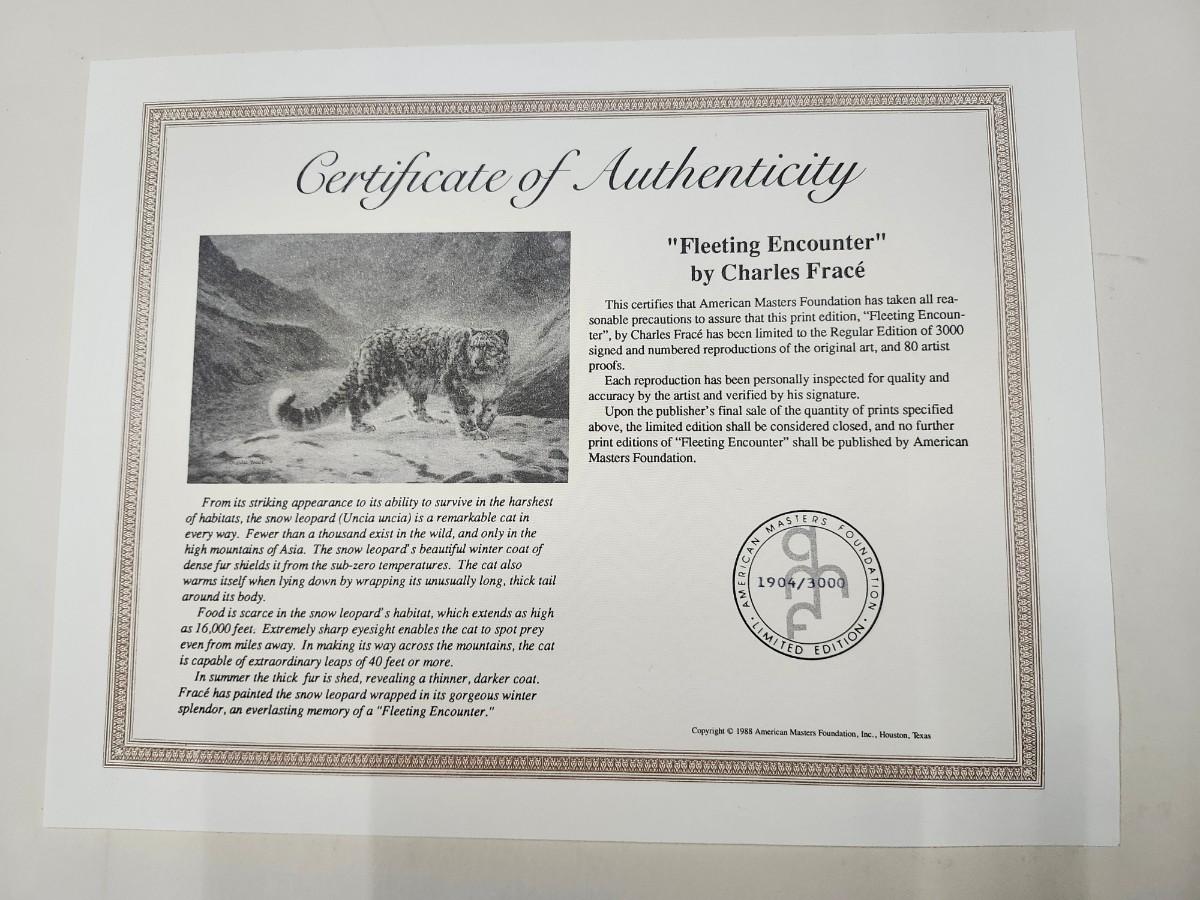 Certificate of Authenticity
"Fleeting Encounter"
by Charles Fracé
This certifies that American Masters Foundation has taken all rea-
sonable precautions to assure that this print edition, “Fleeting Encoun-
ter”, by Charles Fracé has been limited to the Regular Edition of 3000
signed and numbered reproductions of the original art, and 80 artist
proofs.
Each reproduction has been personally inspected for quality and
accuracy by the artist and verified by his signature.
Upon the publisher's final sale of the quantity of prints specified
above, the limited edition shall be considered closed, and no further
print editions of “Fleeting Encounter” shall be published by American
Masters Foundation.
From its striking appearance to its ability to survive in the harshest
of habitats, the snow leopard (Uncia uncia) is a remarkable cat in
every way. Fewer than a thousand exist in the wild, and only in the
high mountains of Asia. The snow leopard's beautiful winter coat of
dense fur shields it from the sub-zero temperatures. The cat also
warms itself when lying down by wrapping its unusually long, thick tail
around its body.
Food is scarce in the snow leopard's habitat, which extends as high
as 16,000 feet. Extremely sharp eyesight enables the cat to spot prey
even from miles away. In making its way across the mountains, the cat
is capable of extraordinary leaps of 40 feet or more.
In summer the thick fur is shed, revealing a thinner, darker coat.
Fracé has painted the snow leopard wrapped in its gorgeous winter
splendor, an everlasting memory of a "Fleeting Encounter."
AMERICAN MASTERS FOUNDATION
amf
1904/3000
· LIMITED EDITION ·
Copyright © 1988 American Masters Foundation, Inc., Houston, Texas